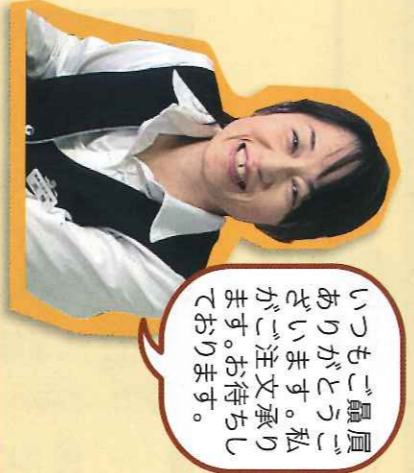 いつもご贔屓
ありがとうご
ざいます。私
がご注文承り
ます。お待ちし
ております。